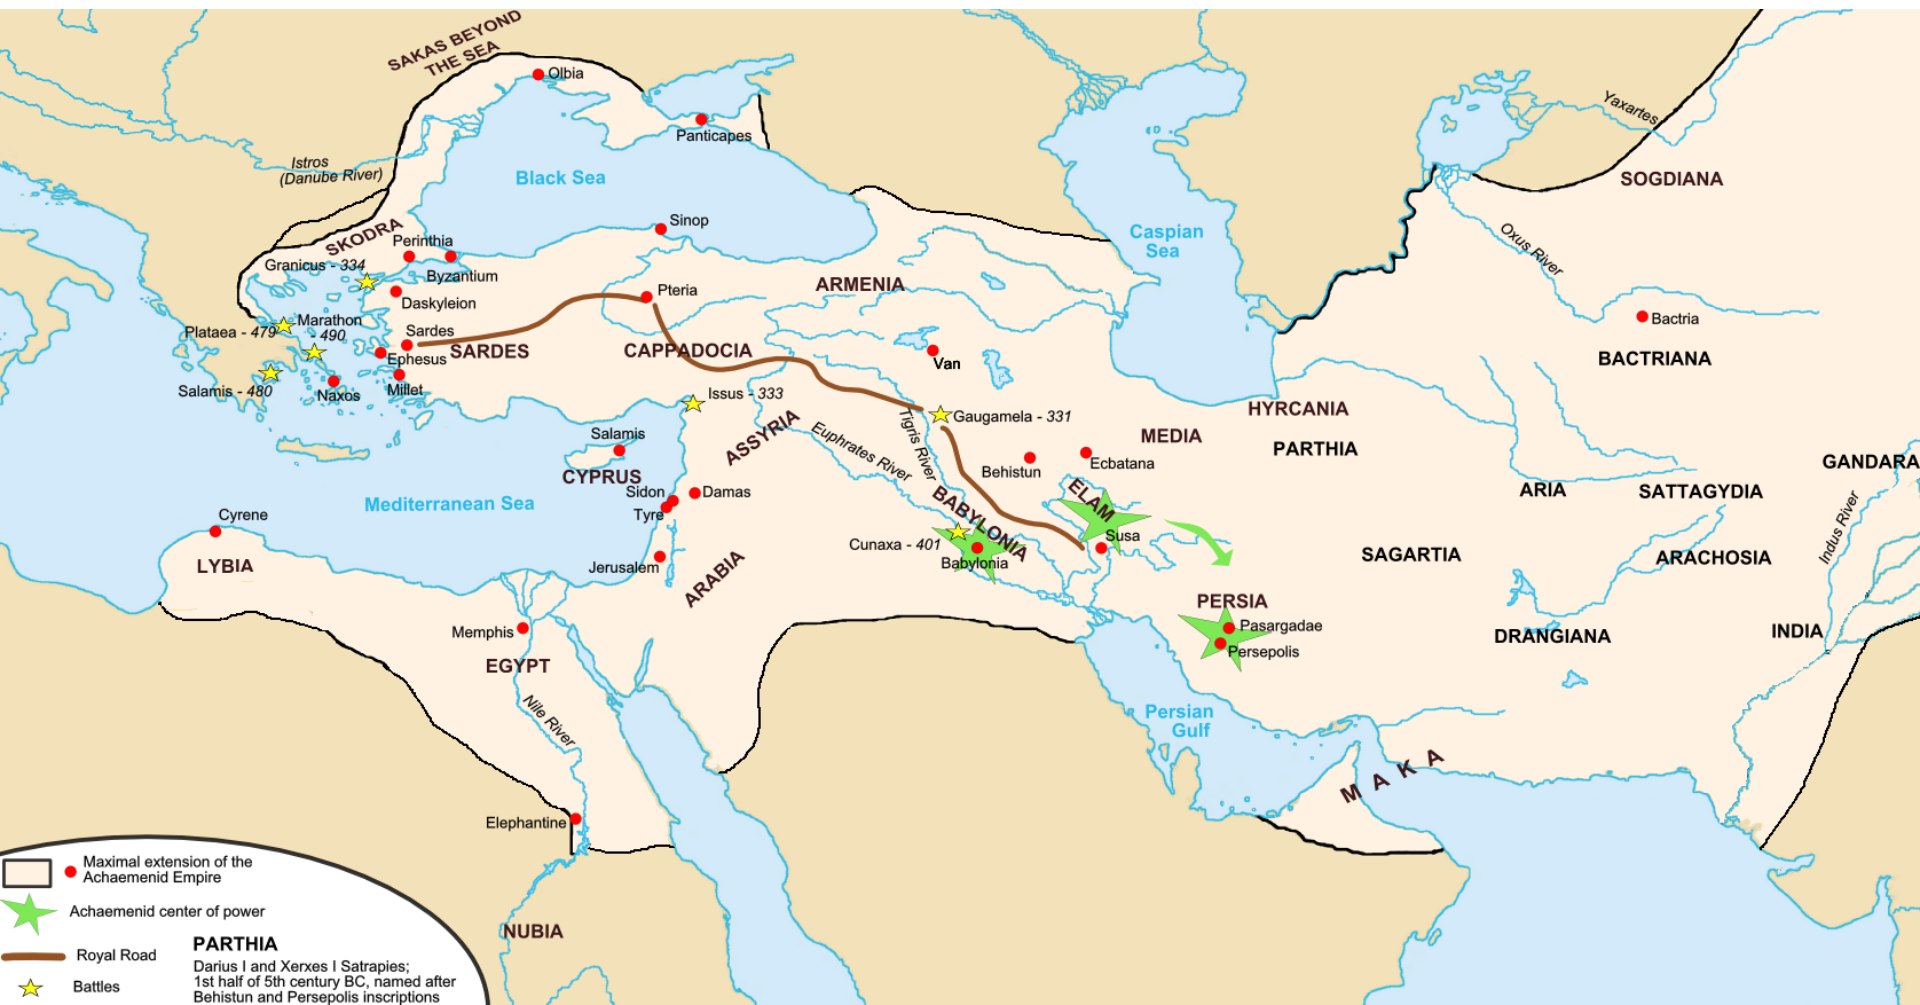 SAKAS BEYOND
THE SEA
Olbia
Panticapes
Yaxartes
Istros
(Danube River)
Black Sea
SOGDIANA
Sinop
SKODRA
Perinthia
Caspian
Sea
Oxus River
Granicus - 334
Byzantium
Daskyleion
Pteria
ARMENIA
Marathon
- 490
Plataea - 479
Sardes
SARDES
Ephesus
CAPPADOCIA
Van
Bactria
BACTRIANA
Salamis - 480
Naxos
Millet
Issus - 333
Gaugamela - 331
HYRCANIA
PARTHIA
MEDIA
ASSYRIA
Euphrates River
Tigris River
Salamis
CYPRUS
Behistun
Ecbatana
GANDARA
Mediterranean Sea
Sidon
Damas
Tyre
BABYLONIA
ELAM
ARIA
SATTAGYDIA
Cyrene
Susa
Indus River
LYBIA
Jerusalem
ARABIA
Cunaxa - 401
Babylonia
SAGARTIA
ARACHOSIA
PERSIA
Pasargadae
Persepolis
DRANGIANA
INDIA
Memphis
EGYPT
Nile River
Persian
Gulf
MAKA
Elephantine
NUBIA
Maximal extension of the
Achaemenid Empire
Achaemenid center of power
Royal Road
Battles
PARTHIA
Darius I and Xerxes I Satrapies;
1st half of 5th century BC, named after
Behistun and Persepolis inscriptions